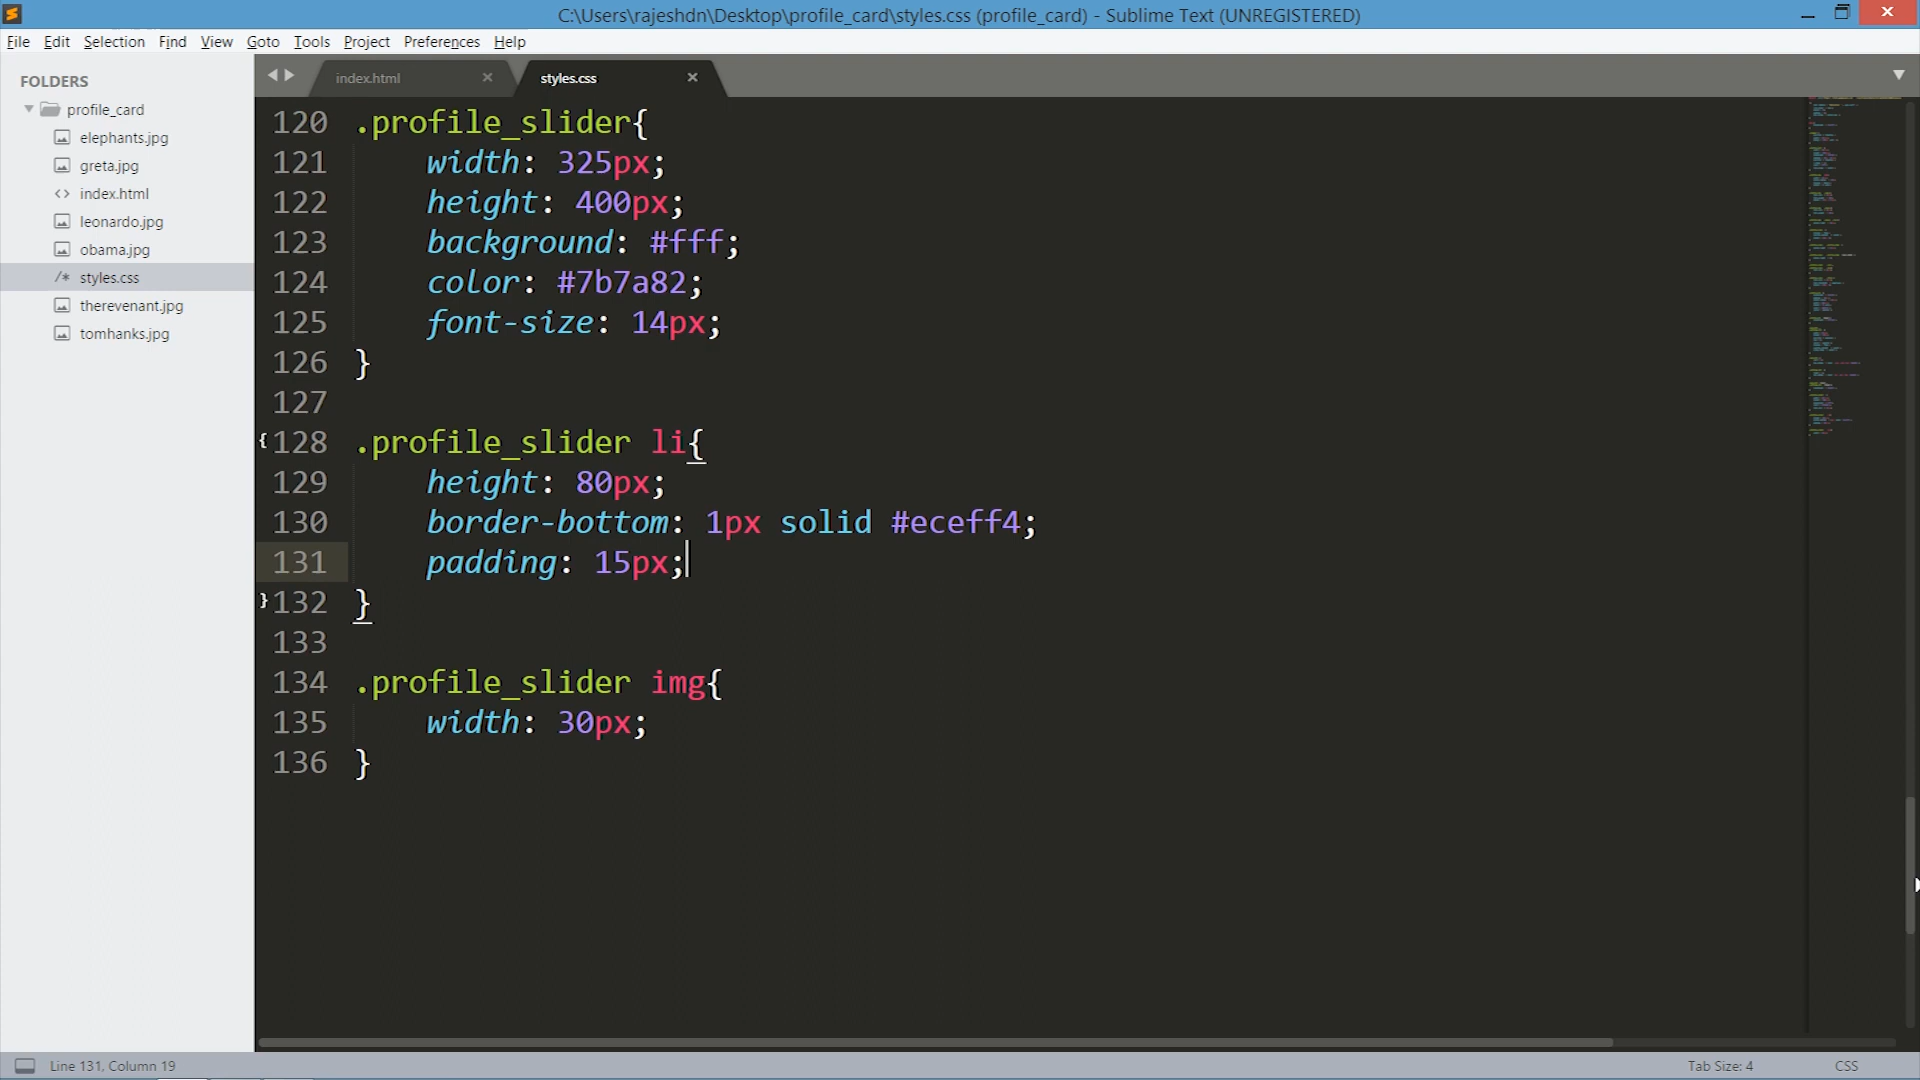 C:\Users\rajeshdn\Desktop\profile_card\styles.css (profile_card) - Sublime Text (UNREGISTERED)
File Edit Selection Find View Goto Tools Project Preferences Help
FOLDERS
profile_card
elephants.jpg
greta.jpg
<> index.html
leonardo.jpg
obama.jpg
/* styles.css
therevenant.jpg
tomhanks.jpg
index.html × styles.css ×
120 .profile_slider{
121 width: 325px;
122 height: 400px;
123 background: #fff;
124 color: #7b7a82;
125 font-size: 14px;
126 }
127
{ 128 .profile_slider li{
129 height: 80px;
130 border-bottom: 1px solid #eceff4;
131 padding: 15px;
} 132 }
133
134 .profile_slider img{
135 width: 30px;
136 }
Line 131, Column 19 Tab Size: 4 CSS